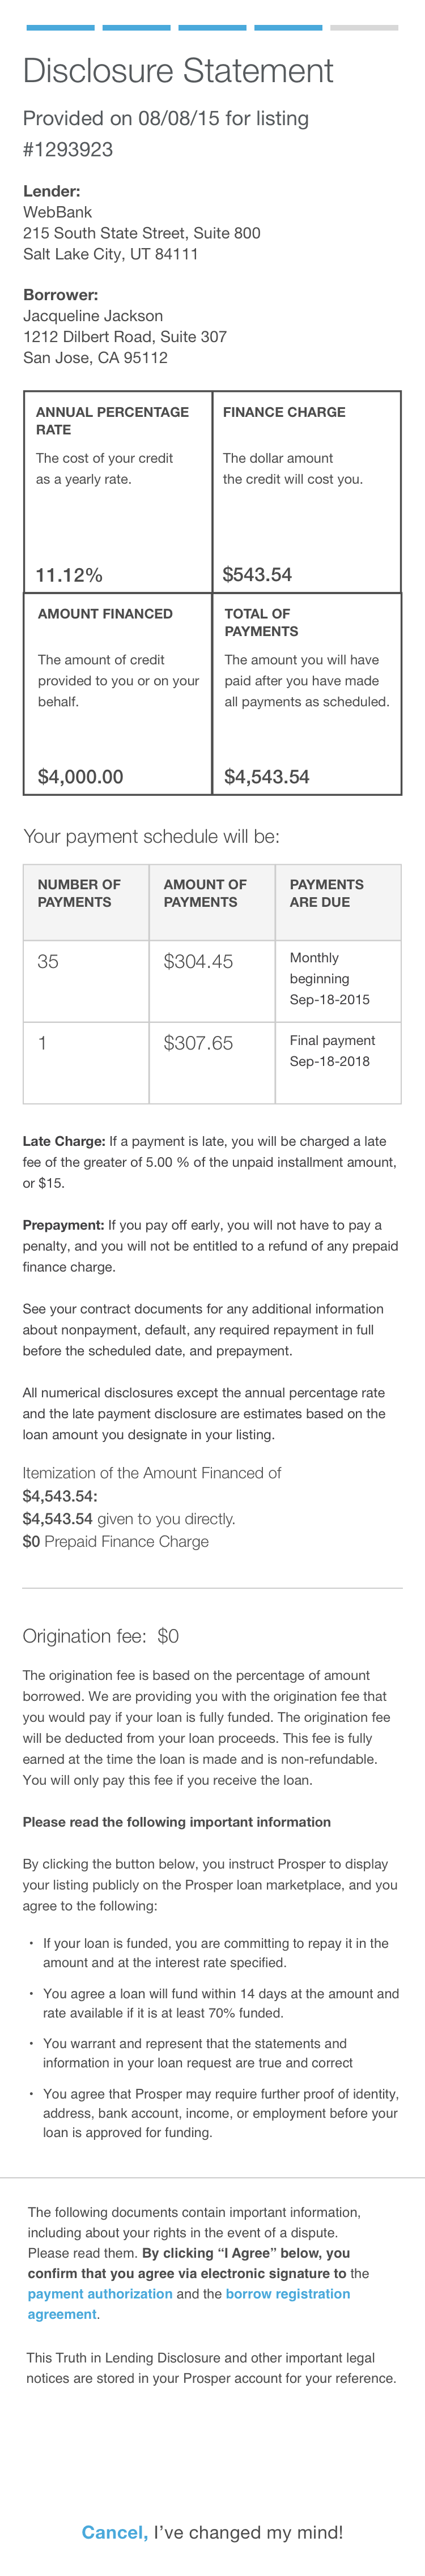 Disclosure Statement
Provided on 08/08/15 for listing
#1293923
Lender:
WebBank
215 South State Street, Suite 800
Salt Lake City, UT 84111
Borrower:
Jacqueline Jackson
1212 Dilbert Road, Suite 307
San Jose, CA 95112
ANNUAL PERCENTAGE
RATE
The cost of your credit
as a yearly rate.
11.12%
FINANCE CHARGE
The dollar amount
the credit will cost you.
$543.54
AMOUNT FINANCED
The amount of credit
provided to you or on your
behalf.
$4,000.00
TOTAL OF
PAYMENTS
The amount you will have
paid after you have made
all payments as scheduled.
$4,543.54
Your payment schedule will be:
NUMBER OF
PAYMENTS
AMOUNT OF
PAYMENTS
PAYMENTS
ARE DUE
35
$304.45
Monthly
beginning
Sep-18-2015
1
$307.65
Final payment
Sep-18-2018
Late Charge: If a payment is late, you will be charged a late
fee of the greater of 5.00 % of the unpaid installment amount,
or $15.
Prepayment: If you pay off early, you will not have to pay a
penalty, and you will not be entitled to a refund of any prepaid
finance charge.
See your contract documents for any additional information
about nonpayment, default, any required repayment in full
before the scheduled date, and prepayment.
All numerical disclosures except the annual percentage rate
and the late payment disclosure are estimates based on the
loan amount you designate in your listing.
Itemization of the Amount Financed of
$4,543.54:
$4,543.54 given to you directly.
$0 Prepaid Finance Charge
Origination fee: $0
The origination fee is based on the percentage of amount
borrowed. We are providing you with the origination fee that
you would pay if your loan is fully funded. The origination fee
will be deducted from your loan proceeds. This fee is fully
earned at the time the loan is made and is non-refundable.
You will only pay this fee if you receive the loan.
Please read the following important information
By clicking the button below, you instruct Prosper to display
your listing publicly on the Prosper loan marketplace, and you
agree to the following:
• If your loan is funded, you are committing to repay it in the
amount and at the interest rate specified.
• You agree a loan will fund within 14 days at the amount and
rate available if it is at least 70% funded.
• You warrant and represent that the statements and
information in your loan request are true and correct
• You agree that Prosper may require further proof of identity,
address, bank account, income, or employment before your
loan is approved for funding.
The following documents contain important information,
including about your rights in the event of a dispute.
Please read them. By clicking “I Agree” below, you
confirm that you agree via electronic signature to the
payment authorization and the borrow registration
agreement.
This Truth in Lending Disclosure and other important legal
notices are stored in your Prosper account for your reference.
Cancel, I’ve changed my mind!